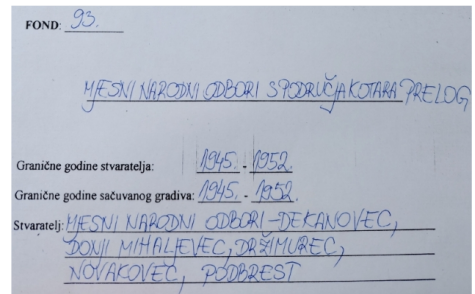 FOND: 93.
MJESNI NARODNI ODBORI S PODRUČJA KOTARA PRELOG
Granične godine stvaratelja: 1945. - 1952.
Granične godine sačuvanog gradiva: 1945. - 1952.
Stvaratelj: MJESNI NARODNI ODBORI - DEKANOVEC,
DONJI MIHALJEVEC, DRŽIMUREC,
NOVAKOVEC, PODBREST